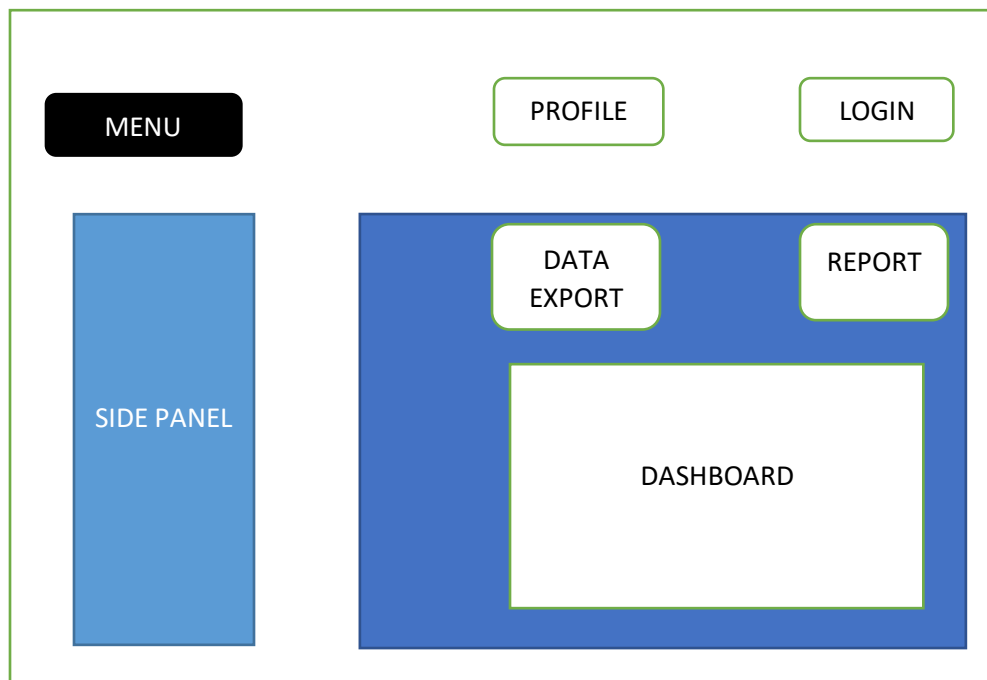 MENU
PROFILE
LOGIN
DATA
EXPORT
REPORT
SIDE PANEL
DASHBOARD